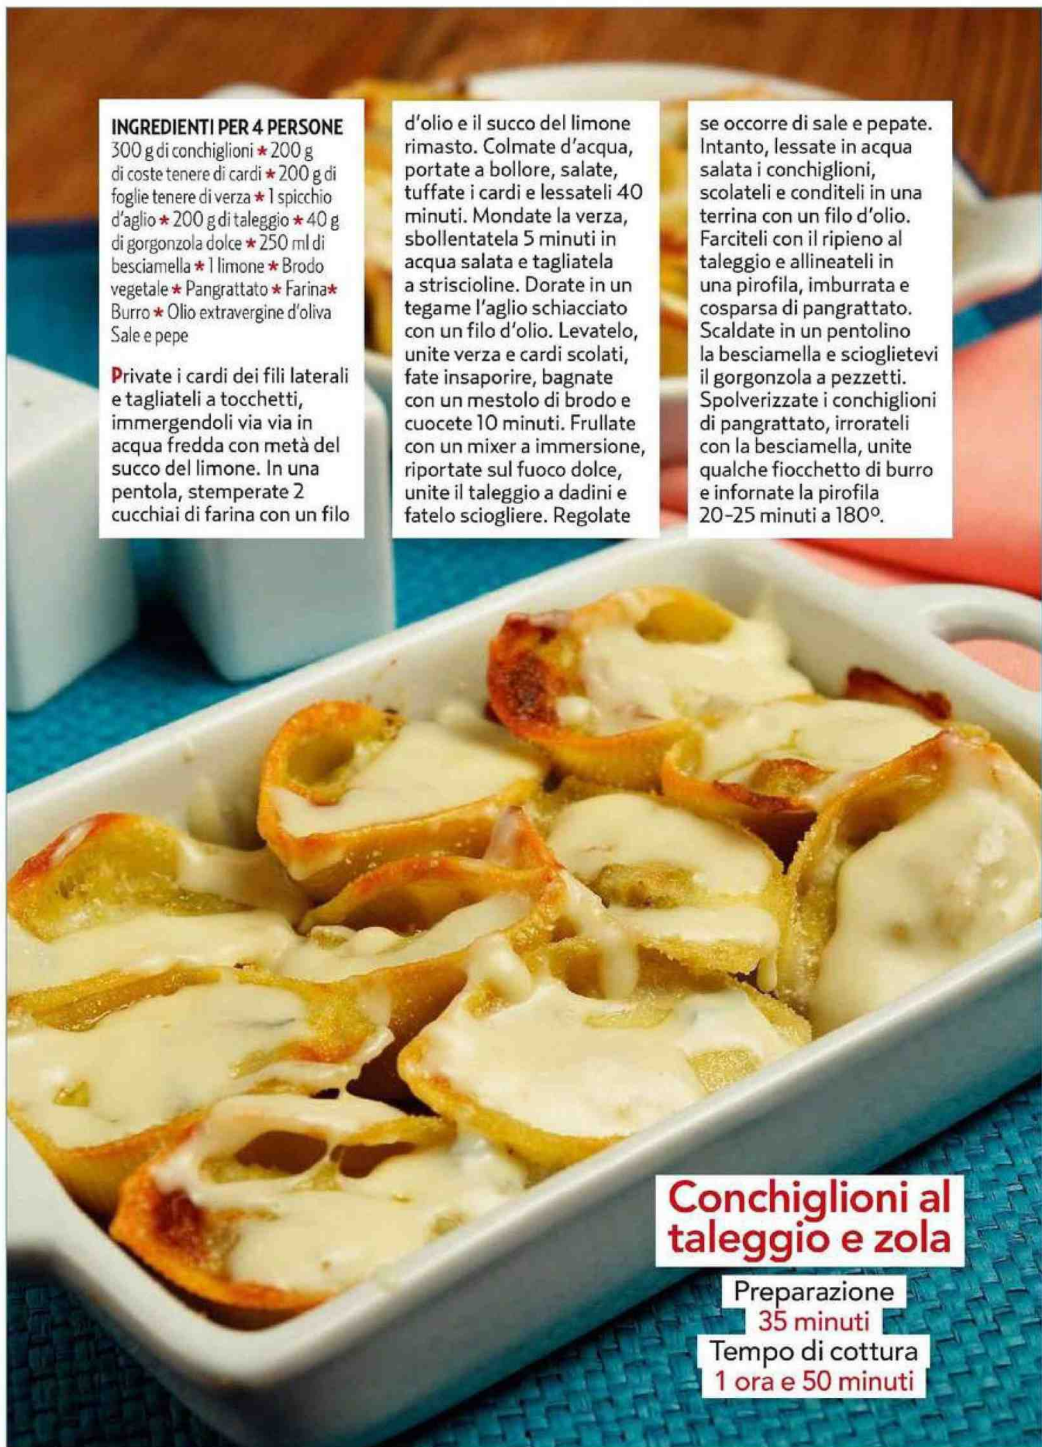 INGREDIENTI PER 4 PERSONE
300 g di conchiglioni * 200 g
di coste tenere di cardi * 200 g di
foglie tenere di verza * 1 spicchio
d'aglio * 200 g di taleggio * 40 g
di gorgonzola dolce * 250 ml di
besciamella * 1 limone * Brodo
vegetale * Pangrattato * Farina*
Burro * Olio extravergine d'oliva
Sale e pepe
Private i cardi dei fili laterali
e tagliateli a tocchetti,
immergendoli via via in
acqua fredda con metà del
succo del limone. In una
pentola, stemperate 2
cucchiai di farina con un filo
d'olio e il succo del limone
rimasto. Colmate d'acqua,
portate a bollore, salate,
tuffate i cardi e lessateli 40
minuti. Mondate la verza,
sbollentatela 5 minuti in
acqua salata e tagliatela
a striscioline. Dorate in un
tegame l'aglio schiacciato
con un filo d'olio. Levatelo,
unite verza e cardi scolati,
fate insaporire, bagnate
con un mestolo di brodo e
cuocete 10 minuti. Frullate
con un mixer a immersione,
riportate sul fuoco dolce,
unite il taleggio a dadini e
fatelo sciogliere. Regolate
se occorre di sale e pepate.
Intanto, lessate in acqua
salata i conchiglioni,
scolateli e conditeli in una
terrina con un filo d'olio.
Farciteli con il ripieno al
taleggio e allineateli in
una pirofila, imburrata e
cosparsa di pangrattato.
Scaldate in un pentolino
la besciamella e scioglietevi
il gorgonzola a pezzetti.
Spolverizzate i conchiglioni
di pangrattato, irrorateli
con la besciamella, unite
qualche fiocchetto di burro
e infornate la pirofila
20-25 minuti a 180°.
Conchiglioni al
taleggio e zola
Preparazione
35 minuti
Tempo di cottura
1 ora e 50 minuti